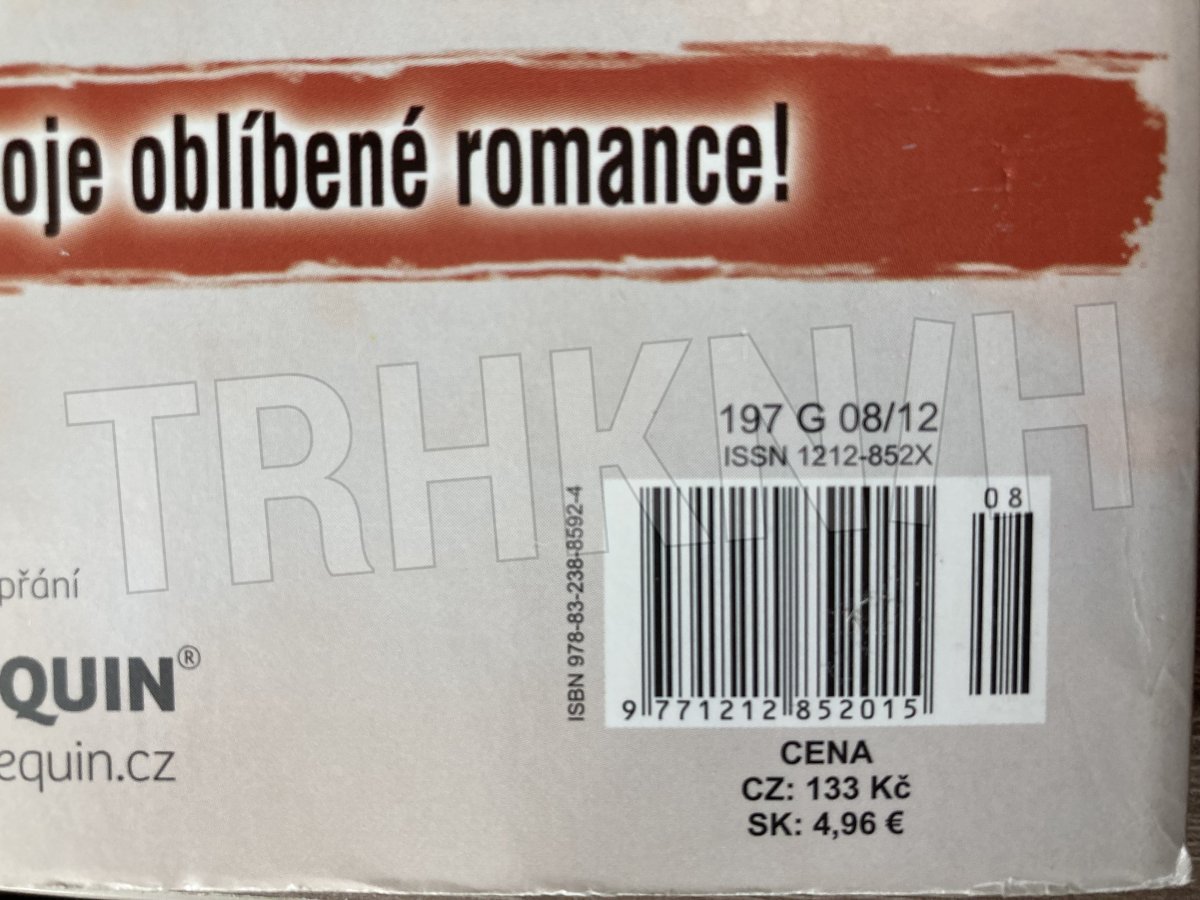 oje oblíbené romance!
TRHKNIH
197 G 08/12
ISSN 1212-852X
08
ISBN 978-83-238-8592-4
9 771212 852015
přání
QUIN®
equin.cz
CENA
CZ: 133 Kč
SK: 4,96 €